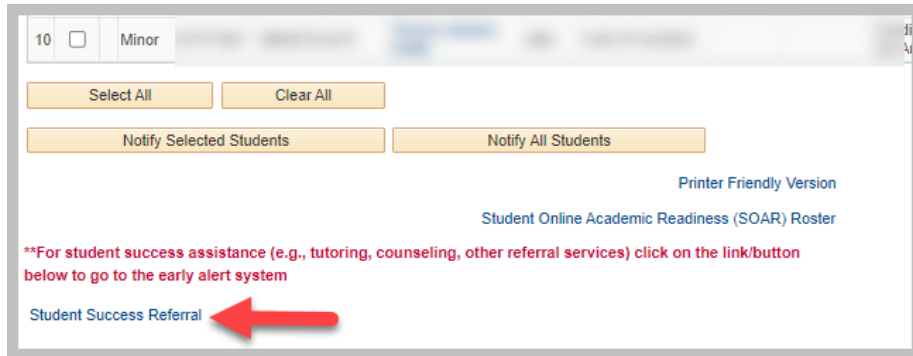 10 Minor
Select All Clear All
Notify Selected Students Notify All Students
Printer Friendly Version
Student Online Academic Readiness (SOAR) Roster
**For student success assistance (e.g., tutoring, counseling, other referral services) click on the link/button
below to go to the early alert system
Student Success Referral